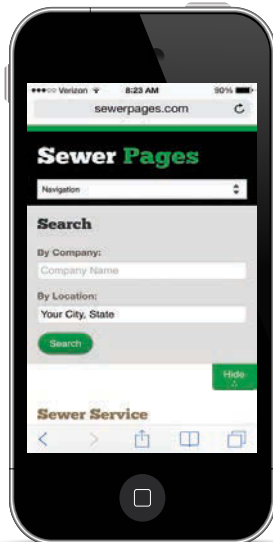 Verizon 8:23 AM 90%
sewerpages.com
Sewer Pages
Navigation
Search
By Company:
Company Name
By Location:
Your City, State
Search
Hide
Sewer Service